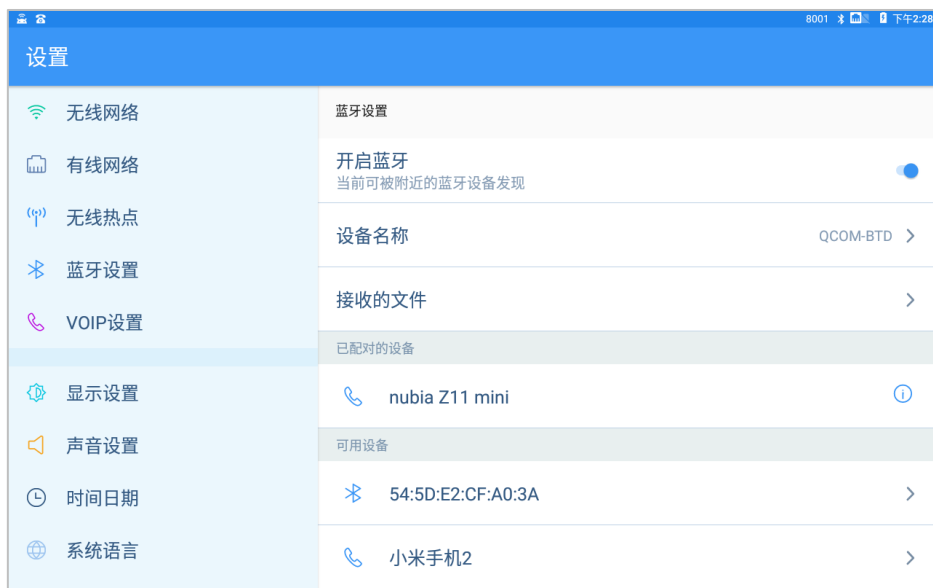 8001 下午2:28
设置
无线网络
有线网络
无线热点
蓝牙设置
VOIP设置
显示设置
声音设置
时间日期
系统语言
蓝牙设置
开启蓝牙
当前可被附近的蓝牙设备发现
设备名称 QCOM-BTD
接收的文件
已配对的设备
nubia Z11 mini
可用设备
54:5D:E2:CF:A0:3A
小米手机2